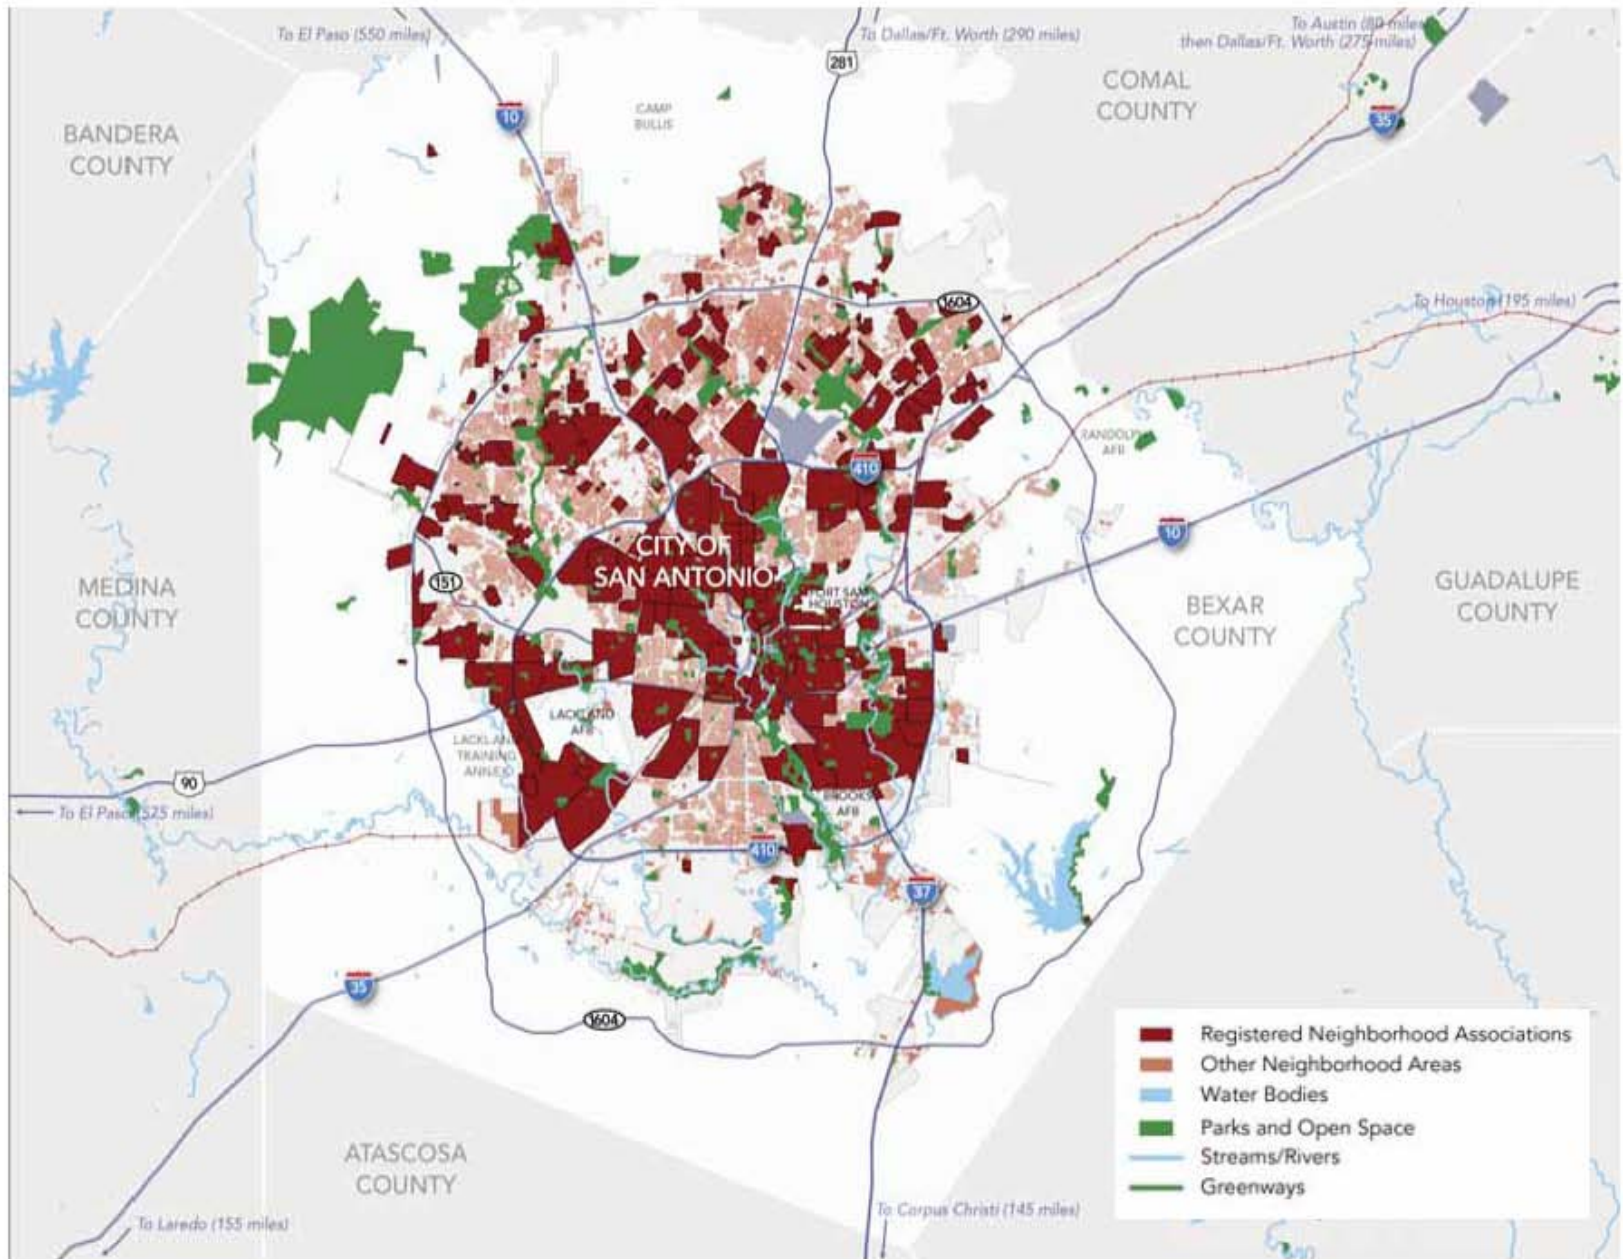 To El Paso (550 miles)
To Dallas/Ft. Worth (290 miles)
To Austin (80 miles)
then Dallas/Ft. Worth (275 miles)
281
COMAL
COUNTY
CAMP
BULLIS
10
35
BANDERA
COUNTY
1604
To Houston (195 miles)
RANDOLPH
AFB
410
10
CITY OF
SAN ANTONIO
151
MEDINA
COUNTY
FORT SAM
HOUSTON
BEXAR
COUNTY
GUADALUPE
COUNTY
LACKLAND
AFB
LACKLAND
TRAINING
ANNEX
90
To El Paso (525 miles)
BROOKS
AFB
410
37
35
1604
Registered Neighborhood Associations
Other Neighborhood Areas
Water Bodies
Parks and Open Space
Streams/Rivers
Greenways
ATASCOSA
COUNTY
To Laredo (155 miles)
To Corpus Christi (145 miles)